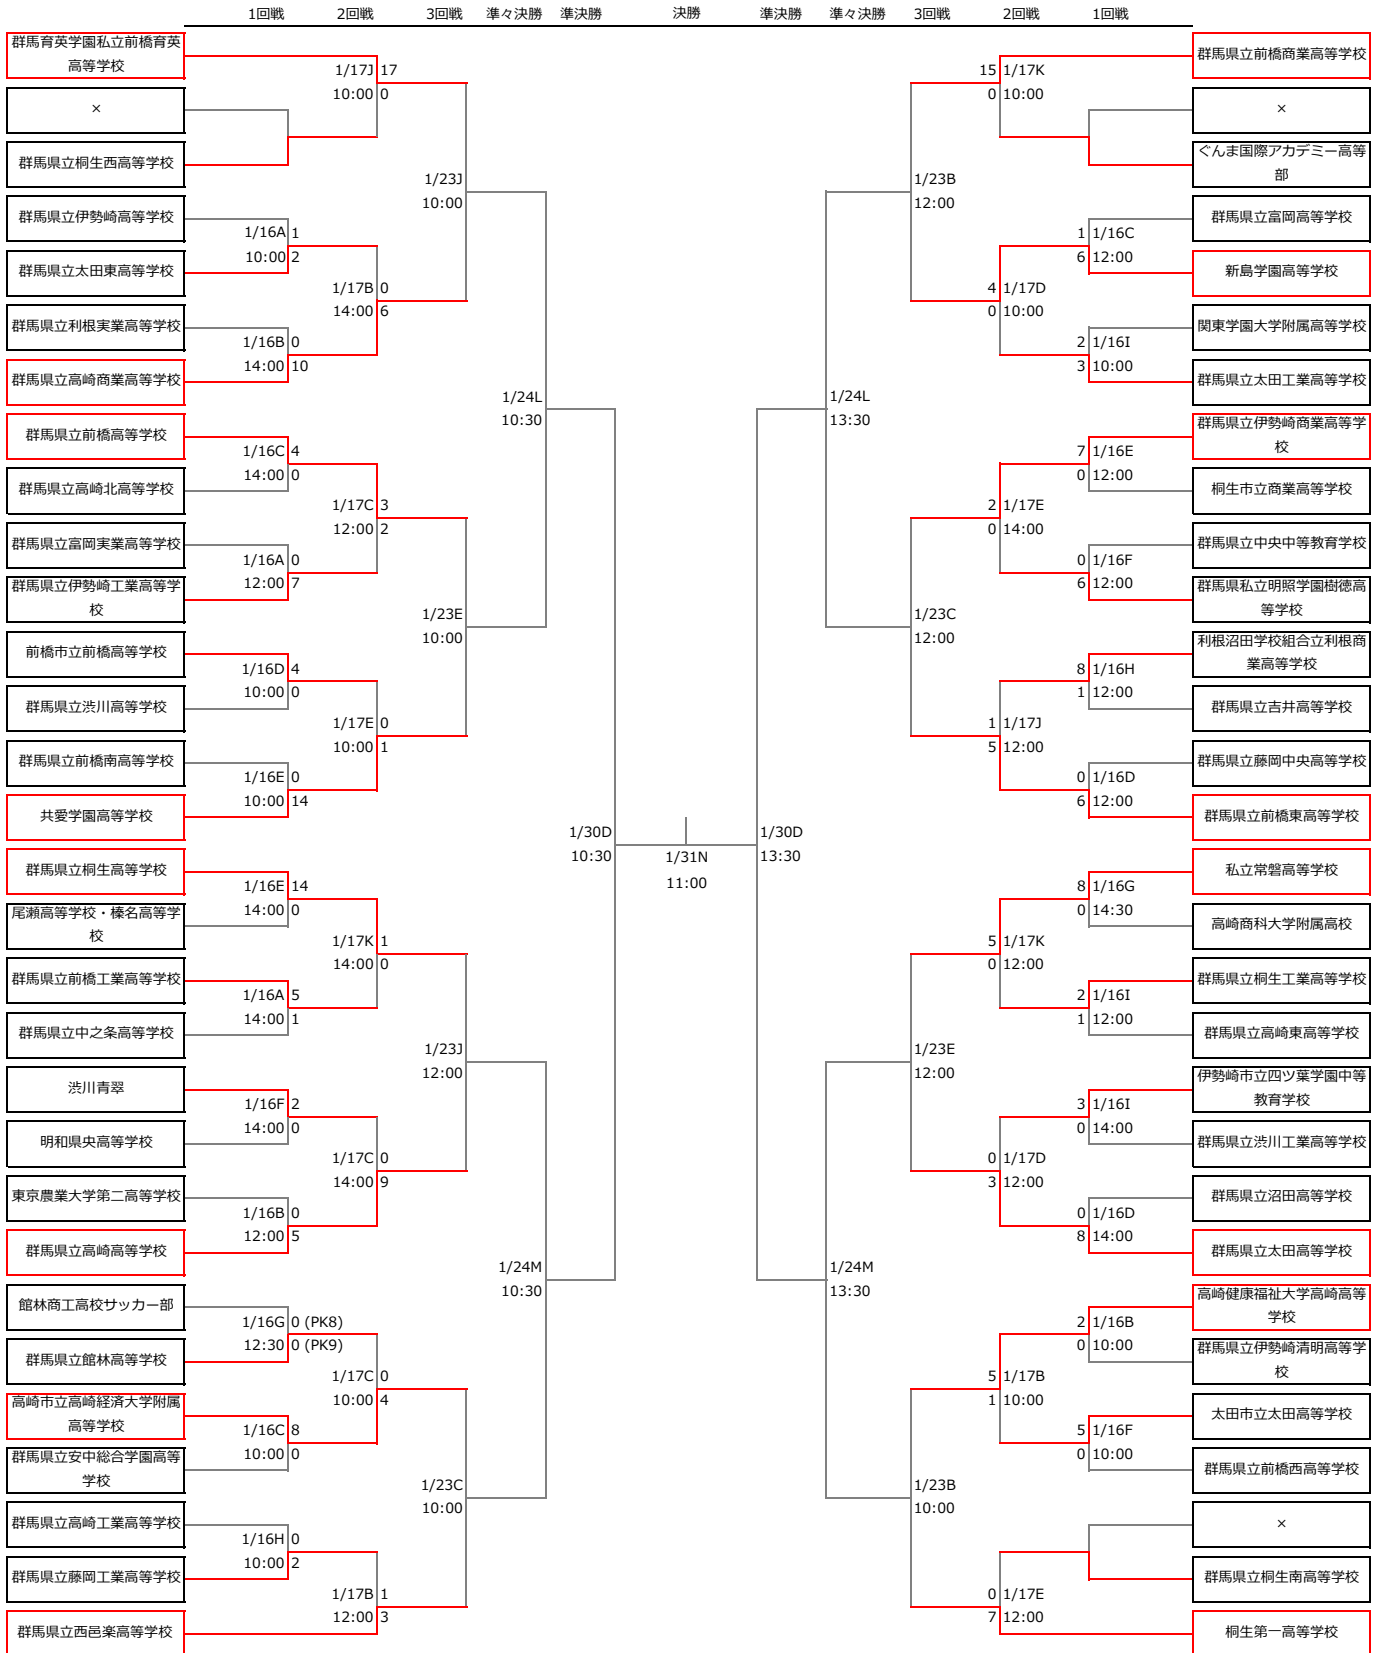 1回戦 2回戦 3回戦 準々決勝 準決勝 決勝 準決勝 準々決勝 3回戦 2回戦 1回戦
群馬育英学園私立前橋育英
高等学校
1/17J 17
10:00 0
×
群馬県立桐生西高等学校
1/23J
10:00
群馬県立伊勢崎高等学校
1/16A 1
10:00 2
群馬県立太田東高等学校
1/17B 0
14:00 6
群馬県立利根実業高等学校
1/16B 0
14:00 10
群馬県立高崎商業高等学校
1/24L
10:30
群馬県立前橋高等学校
1/16C 4
14:00 0
群馬県立高崎北高等学校
1/17C 3
12:00 2
群馬県立富岡実業高等学校
1/16A 0
12:00 7
群馬県立伊勢崎工業高等学
校
1/23E
10:00
前橋市立前橋高等学校
1/16D 4
10:00 0
群馬県立渋川高等学校
1/17E 0
10:00 1
群馬県立前橋南高等学校
1/16E 0
10:00 14
共愛学園高等学校
1/30D
10:30
群馬県立桐生高等学校
1/16E 14
14:00 0
尾瀬高等学校・榛名高等学
校
1/17K 1
14:00 0
群馬県立前橋工業高等学校
1/16A 5
14:00 1
群馬県立中之条高等学校
1/23J
12:00
渋川青翠
1/16F 2
14:00 0
明和県央高等学校
1/17C 0
14:00 9
東京農業大学第二高等学校
1/16B 0
12:00 5
群馬県立高崎高等学校
1/24M
10:30
館林商工高校サッカー部
1/16G 0 (PK8)
12:30 0 (PK9)
群馬県立館林高等学校
1/17C 0
10:00 4
高崎市立高崎経済大学附属
高等学校
1/16C 8
10:00 0
群馬県立安中総合学園高等
学校
1/23C
10:00
群馬県立高崎工業高等学校
1/16H 0
10:00 2
群馬県立藤岡工業高等学校
1/17B 1
12:00 3
群馬県立西邑楽高等学校
1/31N
11:00
群馬県立前橋商業高等学校
15 1/17K
0 10:00
×
ぐんま国際アカデミー高等
部
1/23B
12:00
群馬県立富岡高等学校
1 1/16C
6 12:00
新島学園高等学校
4 1/17D
0 10:00
関東学園大学附属高等学校
2 1/16I
3 10:00
群馬県立太田工業高等学校
1/24L
13:30
群馬県立伊勢崎商業高等学
校
7 1/16E
0 12:00
桐生市立商業高等学校
2 1/17E
0 14:00
群馬県立中央中等教育学校
0 1/16F
6 12:00
群馬県私立明照学園樹徳高
等学校
1/23C
12:00
利根沼田学校組合立利根商
業高等学校
8 1/16H
1 12:00
群馬県立吉井高等学校
1 1/17J
5 12:00
群馬県立藤岡中央高等学校
0 1/16D
6 12:00
群馬県立前橋東高等学校
1/30D
13:30
私立常磐高等学校
8 1/16G
0 14:30
高崎商科大学附属高校
5 1/17K
0 12:00
群馬県立桐生工業高等学校
2 1/16I
1 12:00
群馬県立高崎東高等学校
1/23E
12:00
伊勢崎市立四ツ葉学園中等
教育学校
3 1/16I
0 14:00
群馬県立渋川工業高等学校
0 1/17D
3 12:00
群馬県立沼田高等学校
0 1/16D
8 14:00
群馬県立太田高等学校
1/24M
13:30
高崎健康福祉大学高崎高等
学校
2 1/16B
0 10:00
群馬県立伊勢崎清明高等学
校
5 1/17B
1 10:00
太田市立太田高等学校
5 1/16F
0 10:00
群馬県立前橋西高等学校
1/23B
10:00
×
群馬県立桐生南高等学校
0 1/17E
7 12:00
桐生第一高等学校